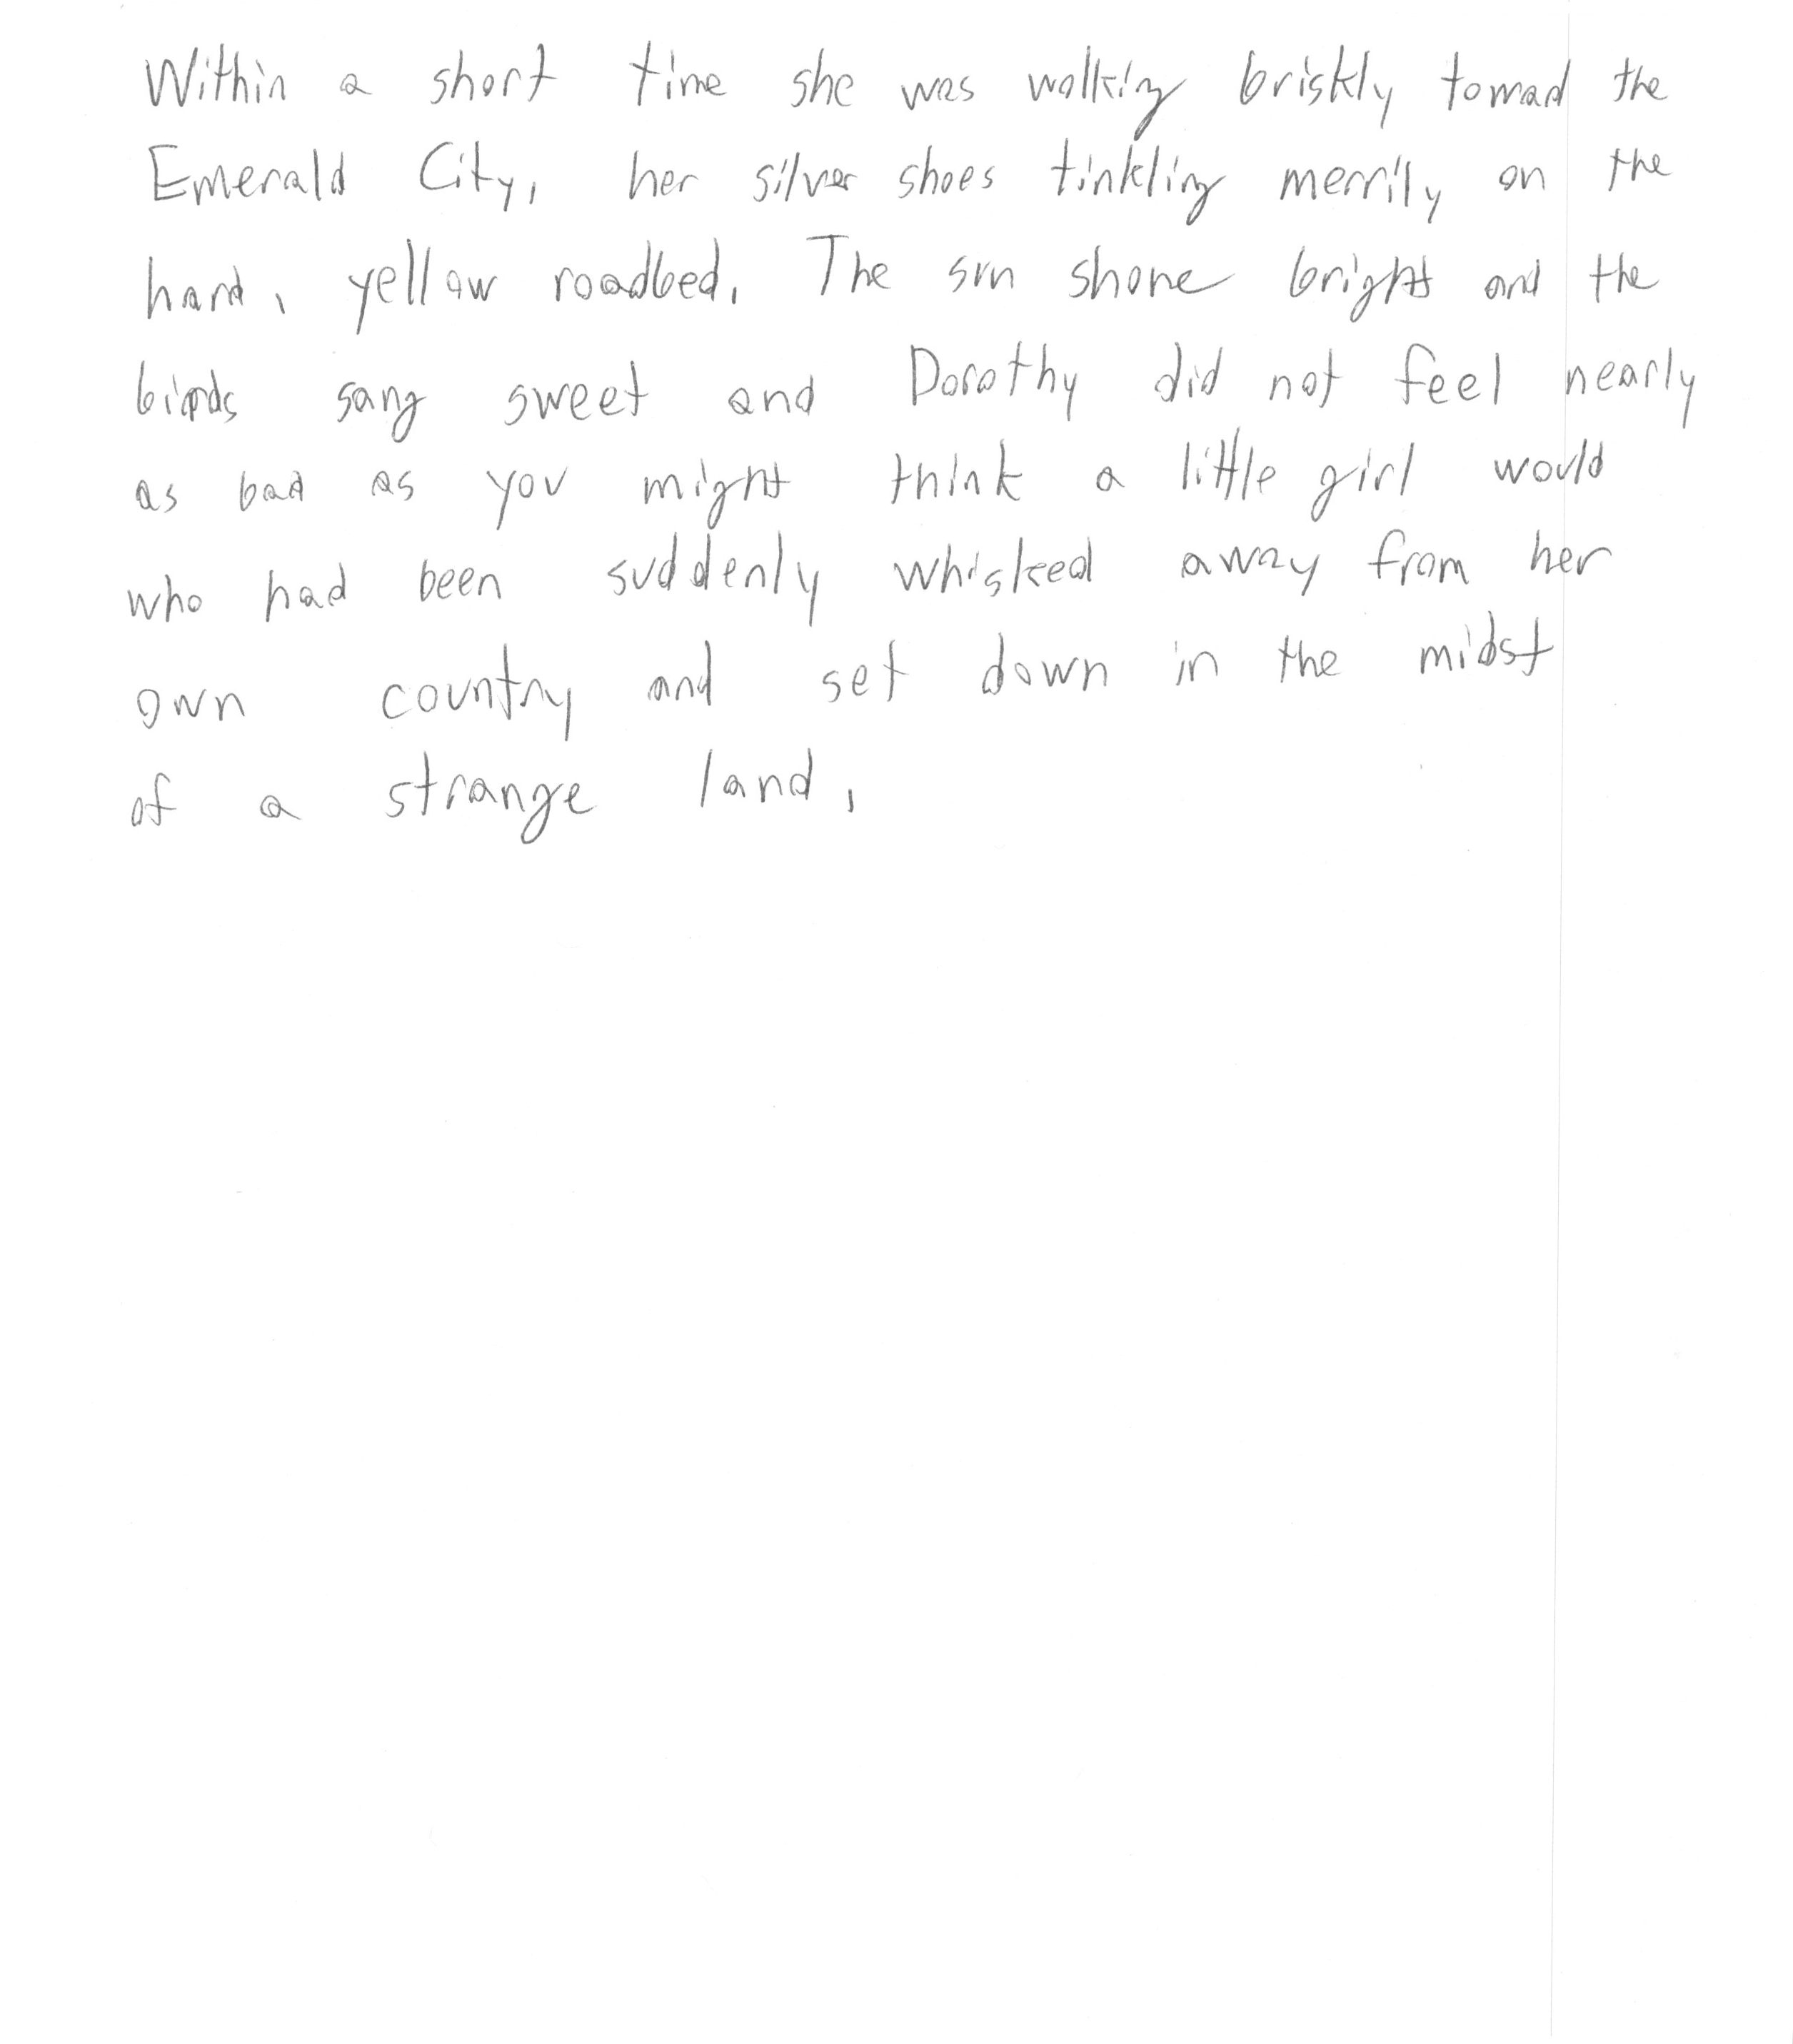 Within a short time she was walking briskly toward the
Emerald City, her silver shoes tinkling merrily on the
hard, yellow roadbed. The sun shone bright and the
birds sang sweet and Dorothy did not feel nearly
as bad as you might think a little girl would
who had been suddenly whisked away from her
own country and set down in the midst
of a strange land.